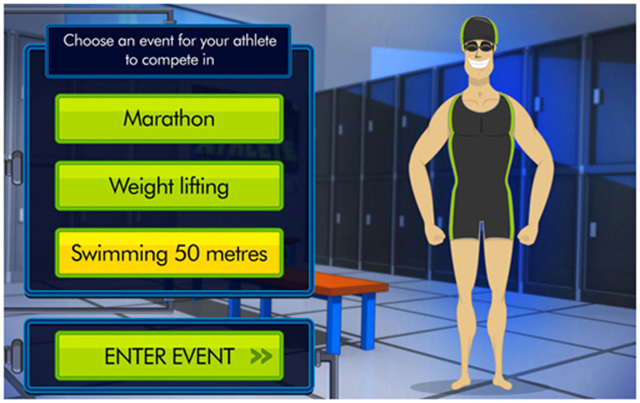 Choose an event for your athlete
to compete in
Marathon
Weight lifting
Swimming 50 metres
ENTER EVENT >>